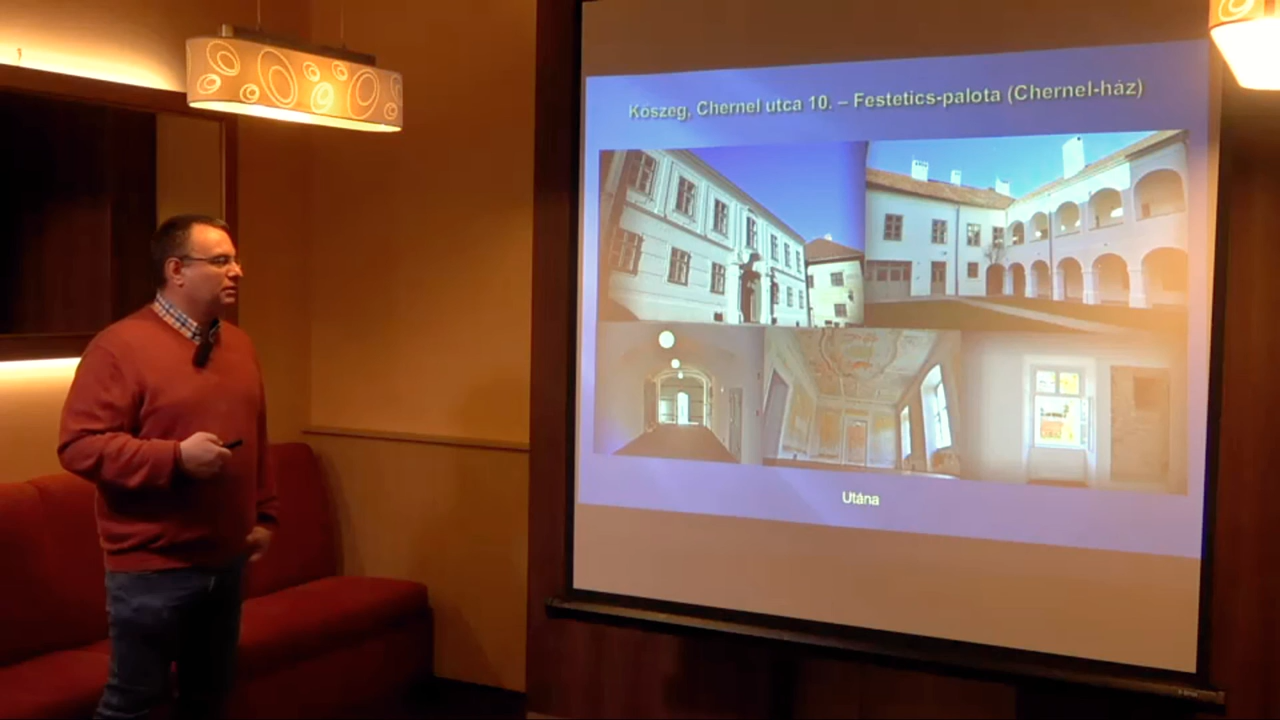 Kőszeg, Chernel utca 10. – Festetics-palota (Chernel-ház)
Utána